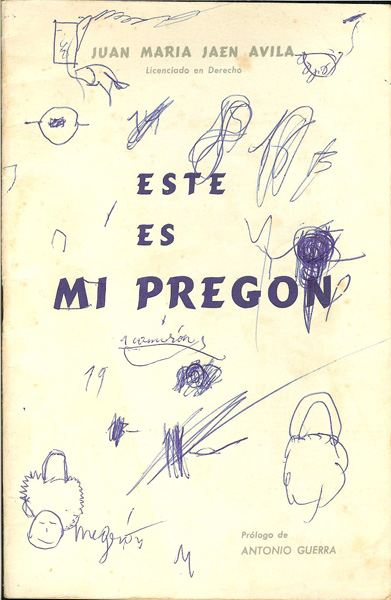 JUAN MARIA JAEN AVILA
Licenciado en Derecho
ESTE
ES
MI PREGON
19
Prólogo de
ANTONIO GUERRA